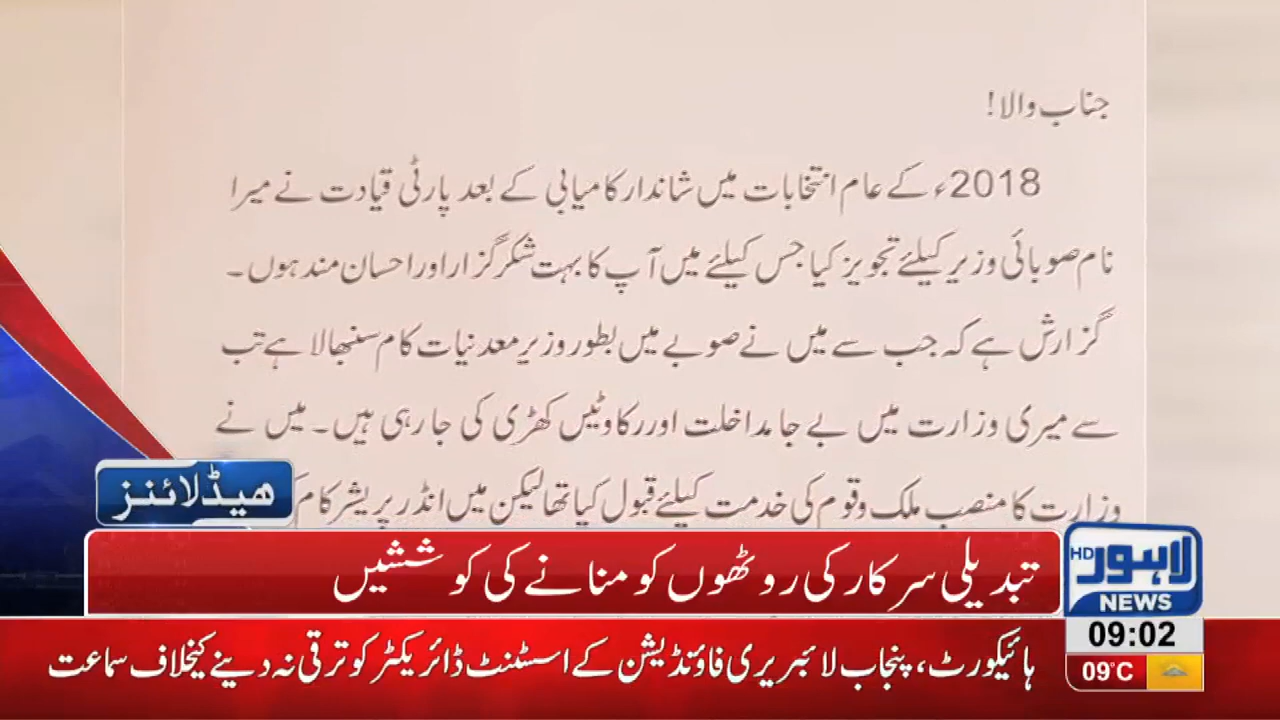 جناب والا!
2018ء کے عام انتخابات میں شاندار کامیابی کے بعد پارٹی قیادت نے میرا
نام صوبائی وزیر کیلئے تجویز کیا جس کیلئے میں آپ کا بہت شکر گزار اور احسان مند ہوں۔
گزارش ہے کہ جب سے میں نے صوبے میں بطور وزیر معدنیات کام سنبھالا ہے تب
سے میری وزارت میں بے جا مداخلت اور رکاوٹیں کھڑی کی جا رہی ہیں۔ میں نے
وزارت کا منصب ملک و قوم کی خدمت کیلئے قبول کیا تھا لیکن میں انڈر پریشر کام
ھیڈلائنز
تبدیلی سرکار کی روٹھوں کو منانے کی کوششیں
لاہور HD
NEWS
09:02
ہائیکورٹ، پنجاب لائبریری فاؤنڈیشن کے اسسٹنٹ ڈائریکٹر کو ترقی نہ دینے کیخلاف سماعت
09°C